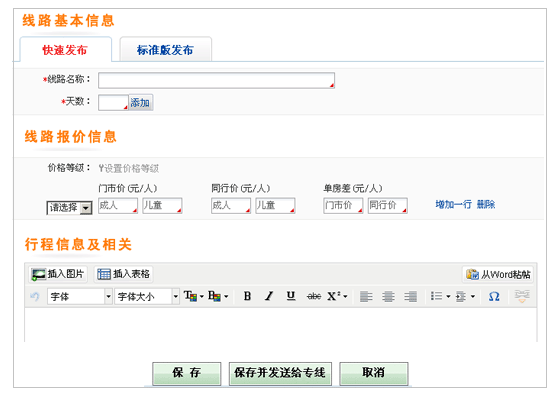 线路基本信息
快速发布 标准版发布
*线路名称：
*天数： 添加
线路报价信息
价格等级： ¥设置价格等级
门市价(元/人) 同行价(元/人) 单房差(元/人)
请选择 成人 儿童 成人 儿童 门市价 同行价 增加一行 删除
行程信息及相关
插入图片 插入表格 从Word粘帖
字体 字体大小 B I U abc X² Ω
保 存 保存并发送给专线 取消